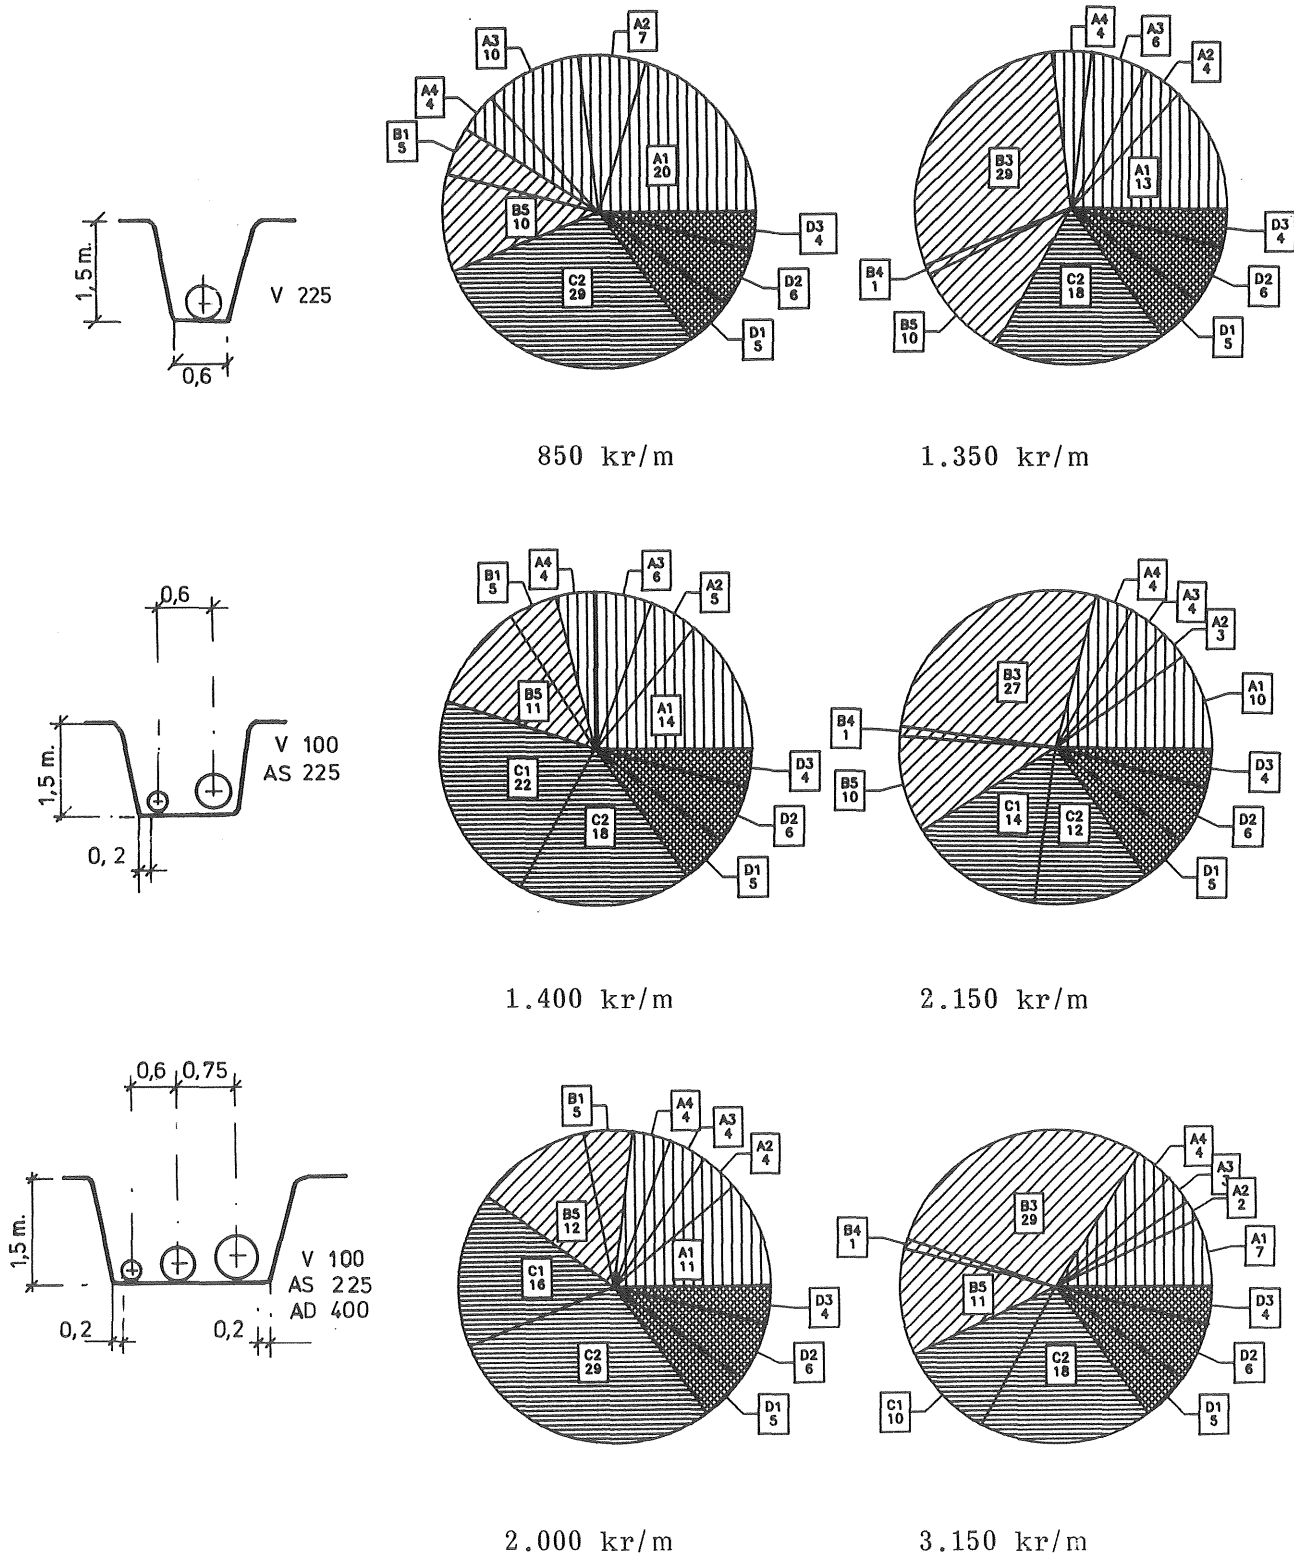 1,5 m.
0,6
V 225
A1
20
A2
7
A3
10
A4
4
B1
5
B5
10
C2
29
D1
5
D2
6
D3
4
850 kr/m
A1
13
A2
4
A3
6
A4
4
B3
29
B4
1
B5
10
C2
18
D1
5
D2
6
D3
4
1.350 kr/m
0,6
1,5 m.
0,2
V 100
AS 225
A1
14
A2
5
A3
6
A4
4
B1
5
B5
11
C1
22
C2
18
D1
5
D2
6
D3
4
1.400 kr/m
A1
10
A2
3
A3
4
A4
4
B3
27
B4
1
B5
10
C1
14
C2
12
D1
5
D2
6
D3
4
2.150 kr/m
0,6
0,75
1,5 m.
0,2
0,2
V 100
AS 225
AD 400
A1
11
A2
4
A3
4
A4
4
B1
5
B5
12
C1
16
C2
29
D1
5
D2
6
D3
4
2.000 kr/m
A1
7
A2
2
A3
3
A4
4
B3
29
B4
1
B5
11
C1
10
C2
18
D1
5
D2
6
D3
4
3.150 kr/m